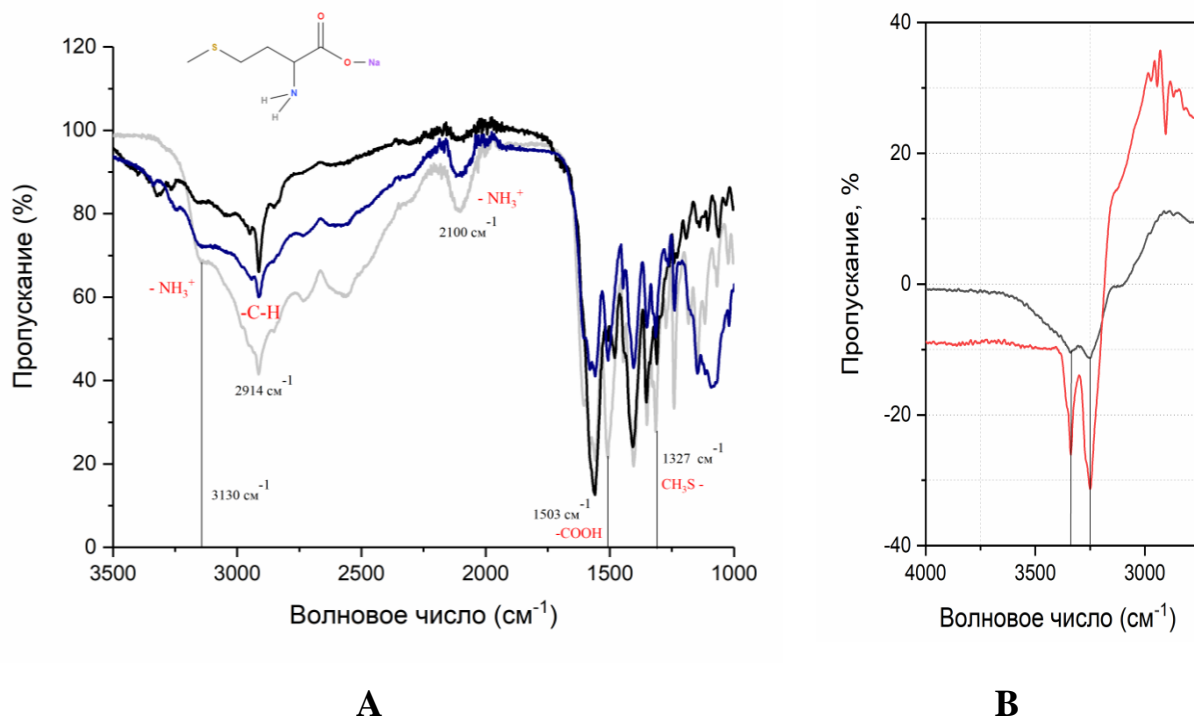 O
S
O
Na
N
H
H
Пропускание (%)
120
100
80
60
40
20
0
- NH₃⁺
- NH₃⁺
2100 см⁻¹
-C-H
2914 см⁻¹
3130 см⁻¹
1503 см⁻¹
-COOH
1327 см⁻¹
CH₃S -
3500
3000
2500
2000
1500
1000
Волновое число (см⁻¹)
A
Пропускание, %
40
20
0
-20
-40
4000
3500
3000
Волновое число (см⁻¹)
B